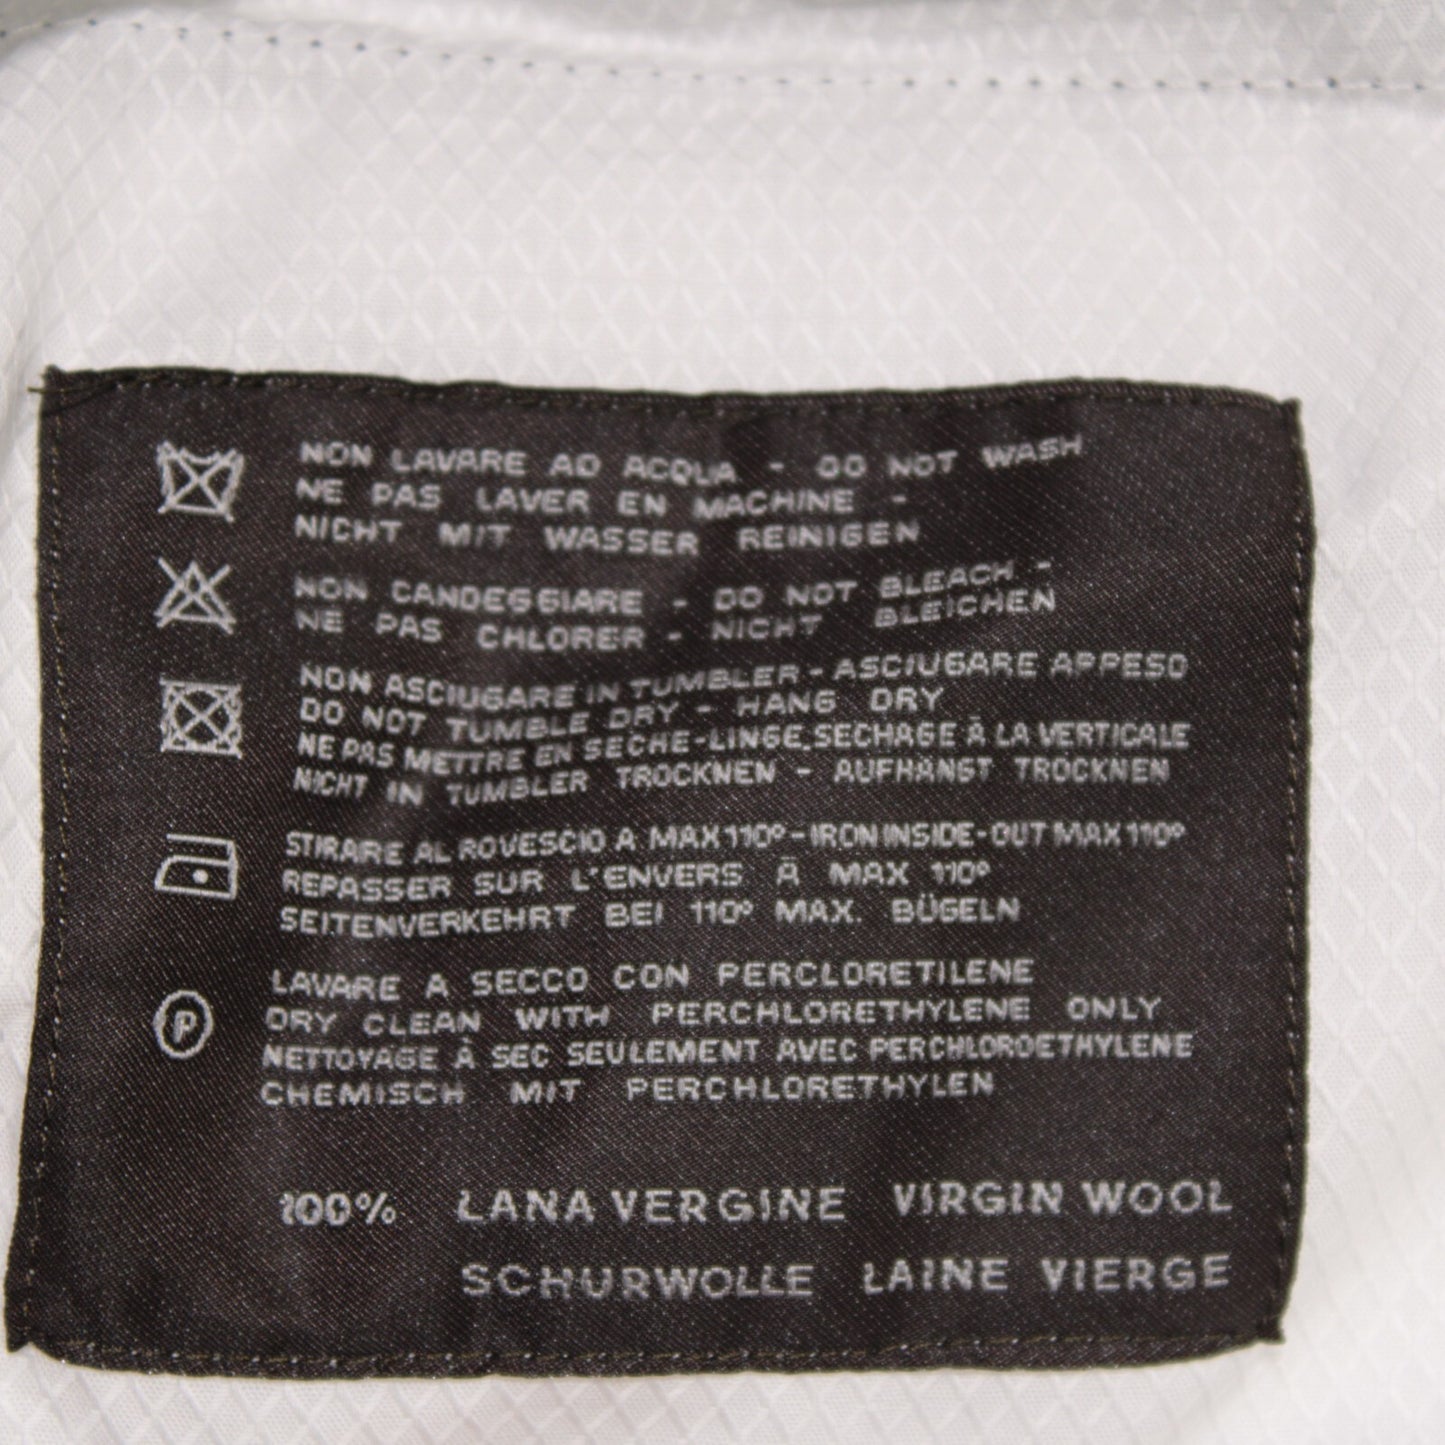 NON LAVARE AD ACQUA - DO NOT WASH
NE PAS LAVER EN MACHINE -
NICHT MIT WASSER REINIGEN
NON CANDEGGIARE - DO NOT BLEACH -
NE PAS CHLORER - NICHT BLEICHEN
NON ASCIUGARE IN TUMBLER - ASCIUGARE APPESO
DO NOT TUMBLE DRY - HANG DRY
NE PAS METTRE EN SECHE-LINGE,SECHAGE À LA VERTICALE
NICHT IN TUMBLER TROCKNEN - AUFHÄNGT TROCKNEN
STIRARE AL ROVESCIO A MAX 110° - IRON INSIDE-OUT MAX 110°
REPASSER SUR L'ENVERS À MAX 110°
SEITENVERKEHRT BEI 110° MAX. BÜGELN
P
LAVARE A SECCO CON PERCLORETILENE
DRY CLEAN WITH PERCHLORETHYLENE ONLY
NETTOYAGE À SEC SEULEMENT AVEC PERCHLOROETHYLENE
CHEMISCH MIT PERCHLORETHYLEN
100% LANA VERGINE VIRGIN WOOL
SCHURWOLLE LAINE VIERGE